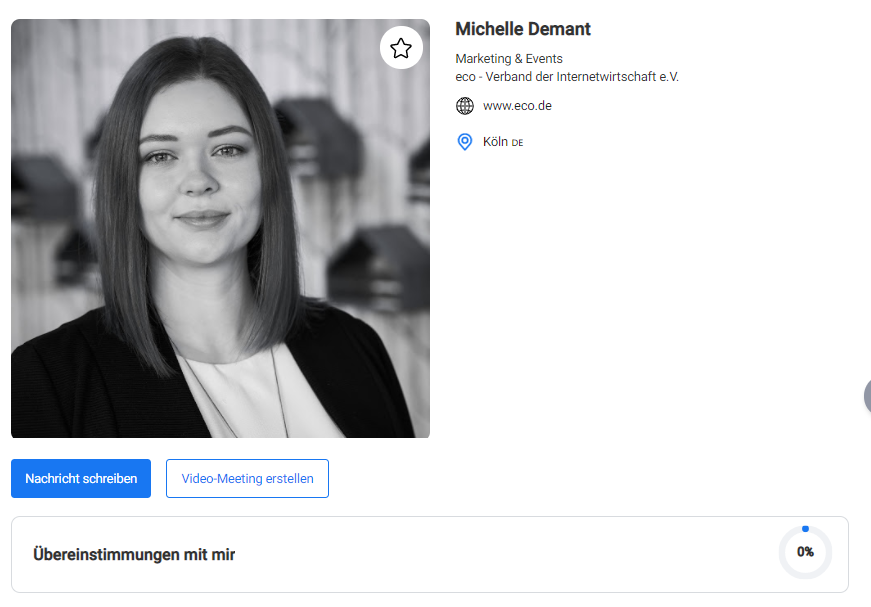 Michelle Demant
Marketing & Events
eco - Verband der Internetwirtschaft e.V.
www.eco.de
Köln DE
Nachricht schreiben
Video-Meeting erstellen
Übereinstimmungen mit mir
0%